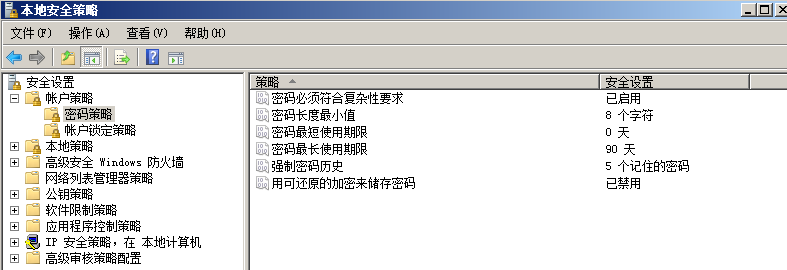 本地安全策略
文件(F) 操作(A) 查看(V) 帮助(H)
安全设置
帐户策略
密码策略
帐户锁定策略
本地策略
高级安全 Windows 防火墙
网络列表管理器策略
公钥策略
软件限制策略
应用程序控制策略
IP 安全策略，在 本地计算机
高级审核策略配置
策略 安全设置
密码必须符合复杂性要求 已启用
密码长度最小值 8 个字符
密码最短使用期限 0 天
密码最长使用期限 90 天
强制密码历史 5 个记住的密码
用可还原的加密来储存密码 已禁用